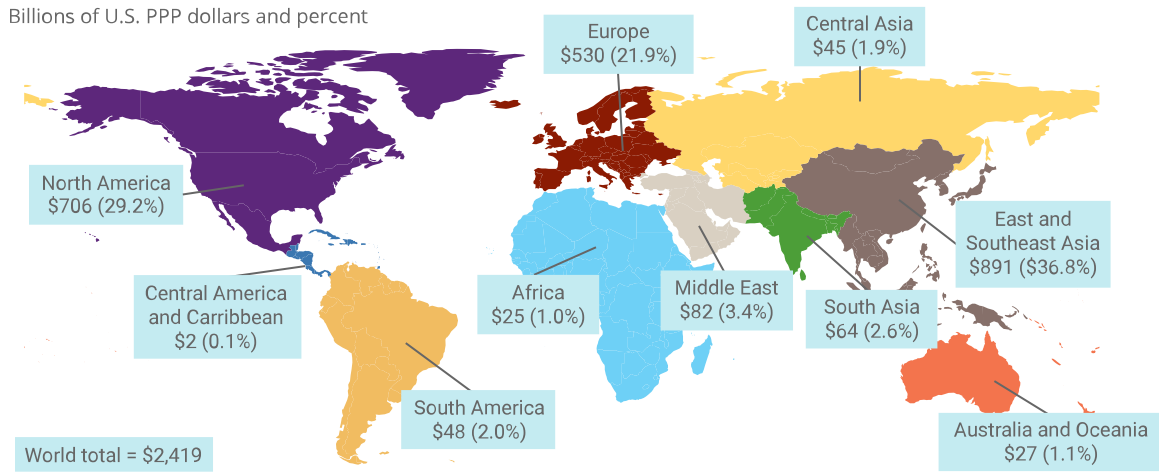 Billions of U.S. PPP dollars and percent
Europe
$530 (21.9%)
Central Asia
$45 (1.9%)
North America
$706 (29.2%)
East and
Southeast Asia
$891 ($36.8%)
Central America
and Carribbean
$2 (0.1%)
Africa
$25 (1.0%)
Middle East
$82 (3.4%)
South Asia
$64 (2.6%)
South America
$48 (2.0%)
Australia and Oceania
$27 (1.1%)
World total = $2,419